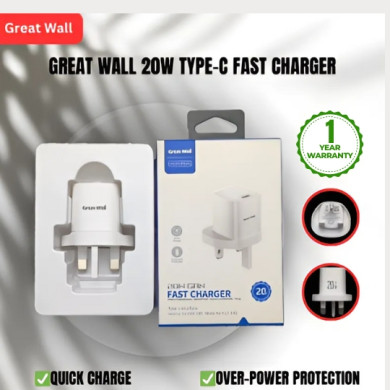 Great Wall
GREAT WALL 20W TYPE-C FAST CHARGER
Great Wall
1
YEAR
WARRANTY
Great Wall
FAST CHARGER
20
20
QUICK CHARGE
OVER-POWER PROTECTION